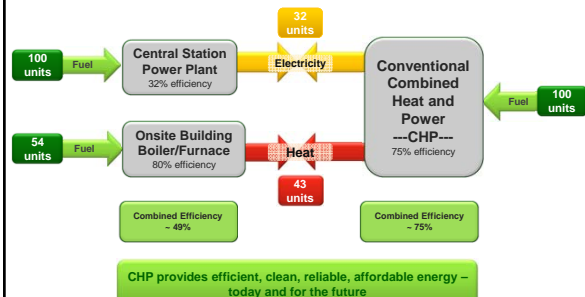 32
units
100
units
Fuel
Central Station
Power Plant
32% efficiency
Electricity
Conventional
Combined
Heat and
Power
---CHP---
75% efficiency
Fuel
100
units
54
units
Fuel
Onsite Building
Boiler/Furnace
80% efficiency
Heat
43
units
Combined Efficiency
~ 49%
Combined Efficiency
~ 75%
CHP provides efficient, clean, reliable, affordable energy –
today and for the future